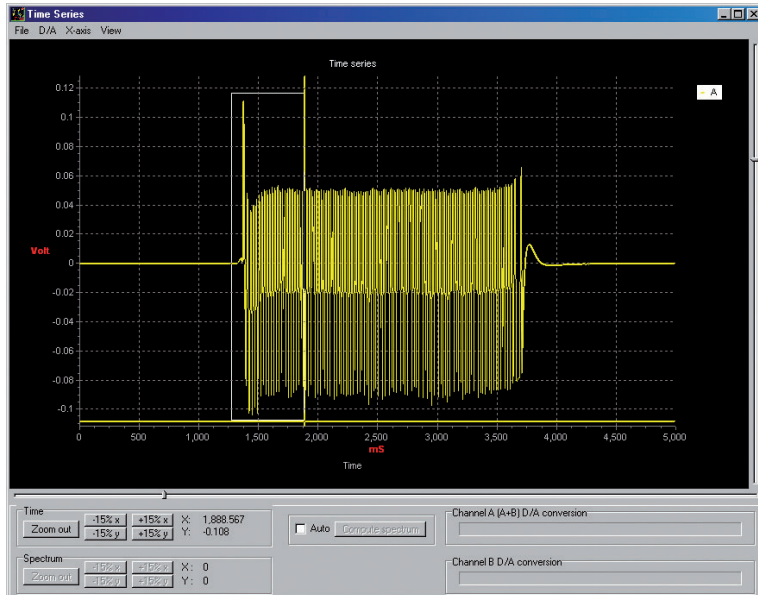 Time Series
File D/A X-axis View
Time series
A
0.12
0.1
0.08
0.06
0.04
0.02
Volt
0
-0.02
-0.04
-0.06
-0.08
-0.1
0 500 1,000 1,500 2,000 2,500 3,000 3,500 4,000 4,500 5,000
mS
Time
Time
Zoom out -15% x +15% x X: 1,888.567
-15% y +15% y Y: -0.108
Auto Compute spectrum
Channel A (A+B) D/A conversion
Spectrum
Zoom out -15% x +15% x X: 0
-15% y +15% y Y: 0
Channel B D/A conversion